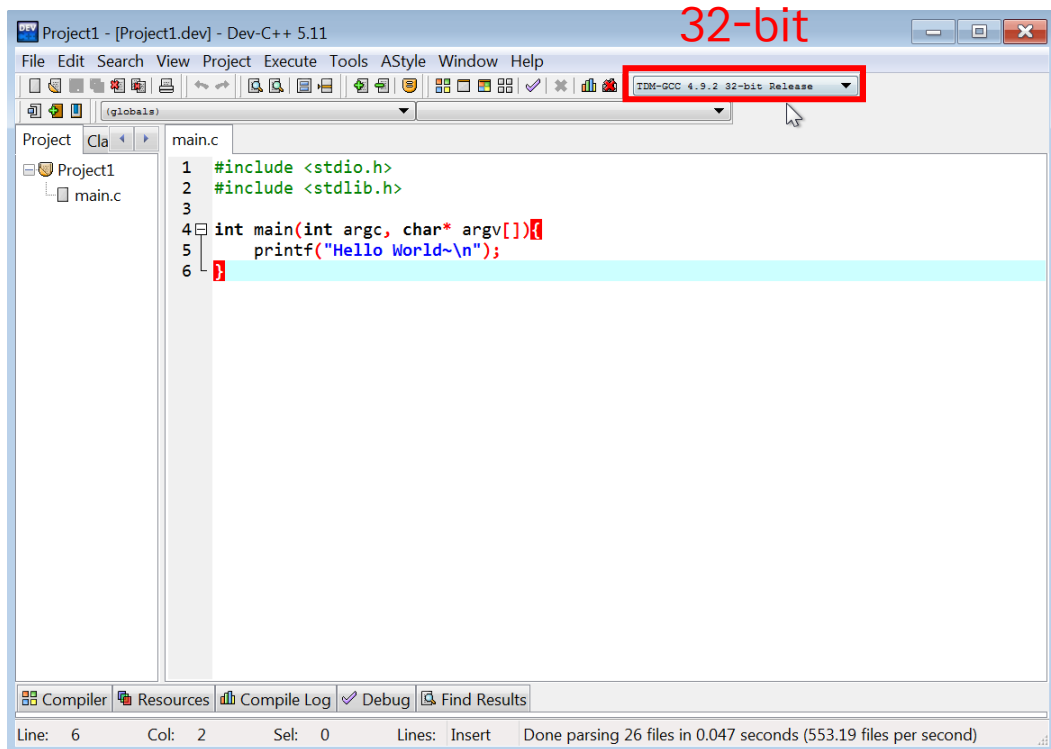 32-bit
Project1 - [Project1.dev] - Dev-C++ 5.11
File Edit Search View Project Execute Tools AStyle Window Help
TDM-GCC 4.9.2 32-bit Release
(globals)
Project Cla main.c
Project1
main.c
1 #include <stdio.h>
2 #include <stdlib.h>
3
4 int main(int argc, char* argv[]){
5     printf("Hello World~\n");
6 }
Compiler Resources Compile Log Debug Find Results
Line: 6 Col: 2 Sel: 0 Lines: Insert Done parsing 26 files in 0.047 seconds (553.19 files per second)